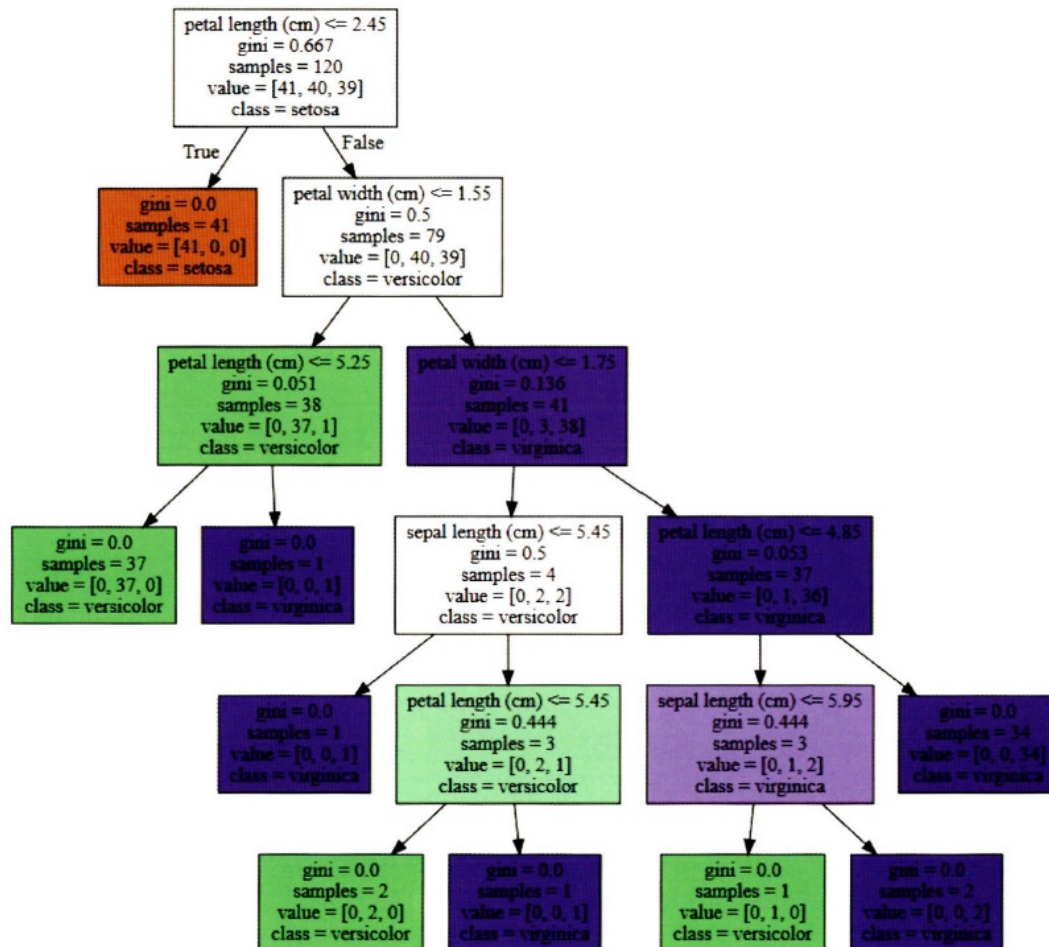 petal length (cm) <= 2.45
gini = 0.667
samples = 120
value = [41, 40, 39]
class = setosa
True
False
gini = 0.0
samples = 41
value = [41, 0, 0]
class = setosa
petal width (cm) <= 1.55
gini = 0.5
samples = 79
value = [0, 40, 39]
class = versicolor
petal length (cm) <= 5.25
gini = 0.051
samples = 38
value = [0, 37, 1]
class = versicolor
petal width (cm) <= 1.75
gini = 0.136
samples = 41
value = [0, 3, 38]
class = virginica
gini = 0.0
samples = 37
value = [0, 37, 0]
class = versicolor
gini = 0.0
samples = 1
value = [0, 0, 1]
class = virginica
sepal length (cm) <= 5.45
gini = 0.5
samples = 4
value = [0, 2, 2]
class = versicolor
petal length (cm) <= 4.85
gini = 0.053
samples = 37
value = [0, 1, 36]
class = virginica
gini = 0.0
samples = 1
value = [0, 0, 1]
class = virginica
petal length (cm) <= 5.45
gini = 0.444
samples = 3
value = [0, 2, 1]
class = versicolor
sepal length (cm) <= 5.95
gini = 0.444
samples = 3
value = [0, 1, 2]
class = virginica
gini = 0.0
samples = 34
value = [0, 0, 34]
class = virginica
gini = 0.0
samples = 2
value = [0, 2, 0]
class = versicolor
gini = 0.0
samples = 1
value = [0, 0, 1]
class = virginica
gini = 0.0
samples = 1
value = [0, 1, 0]
class = versicolor
gini = 0.0
samples = 2
value = [0, 0, 2]
class = virginica